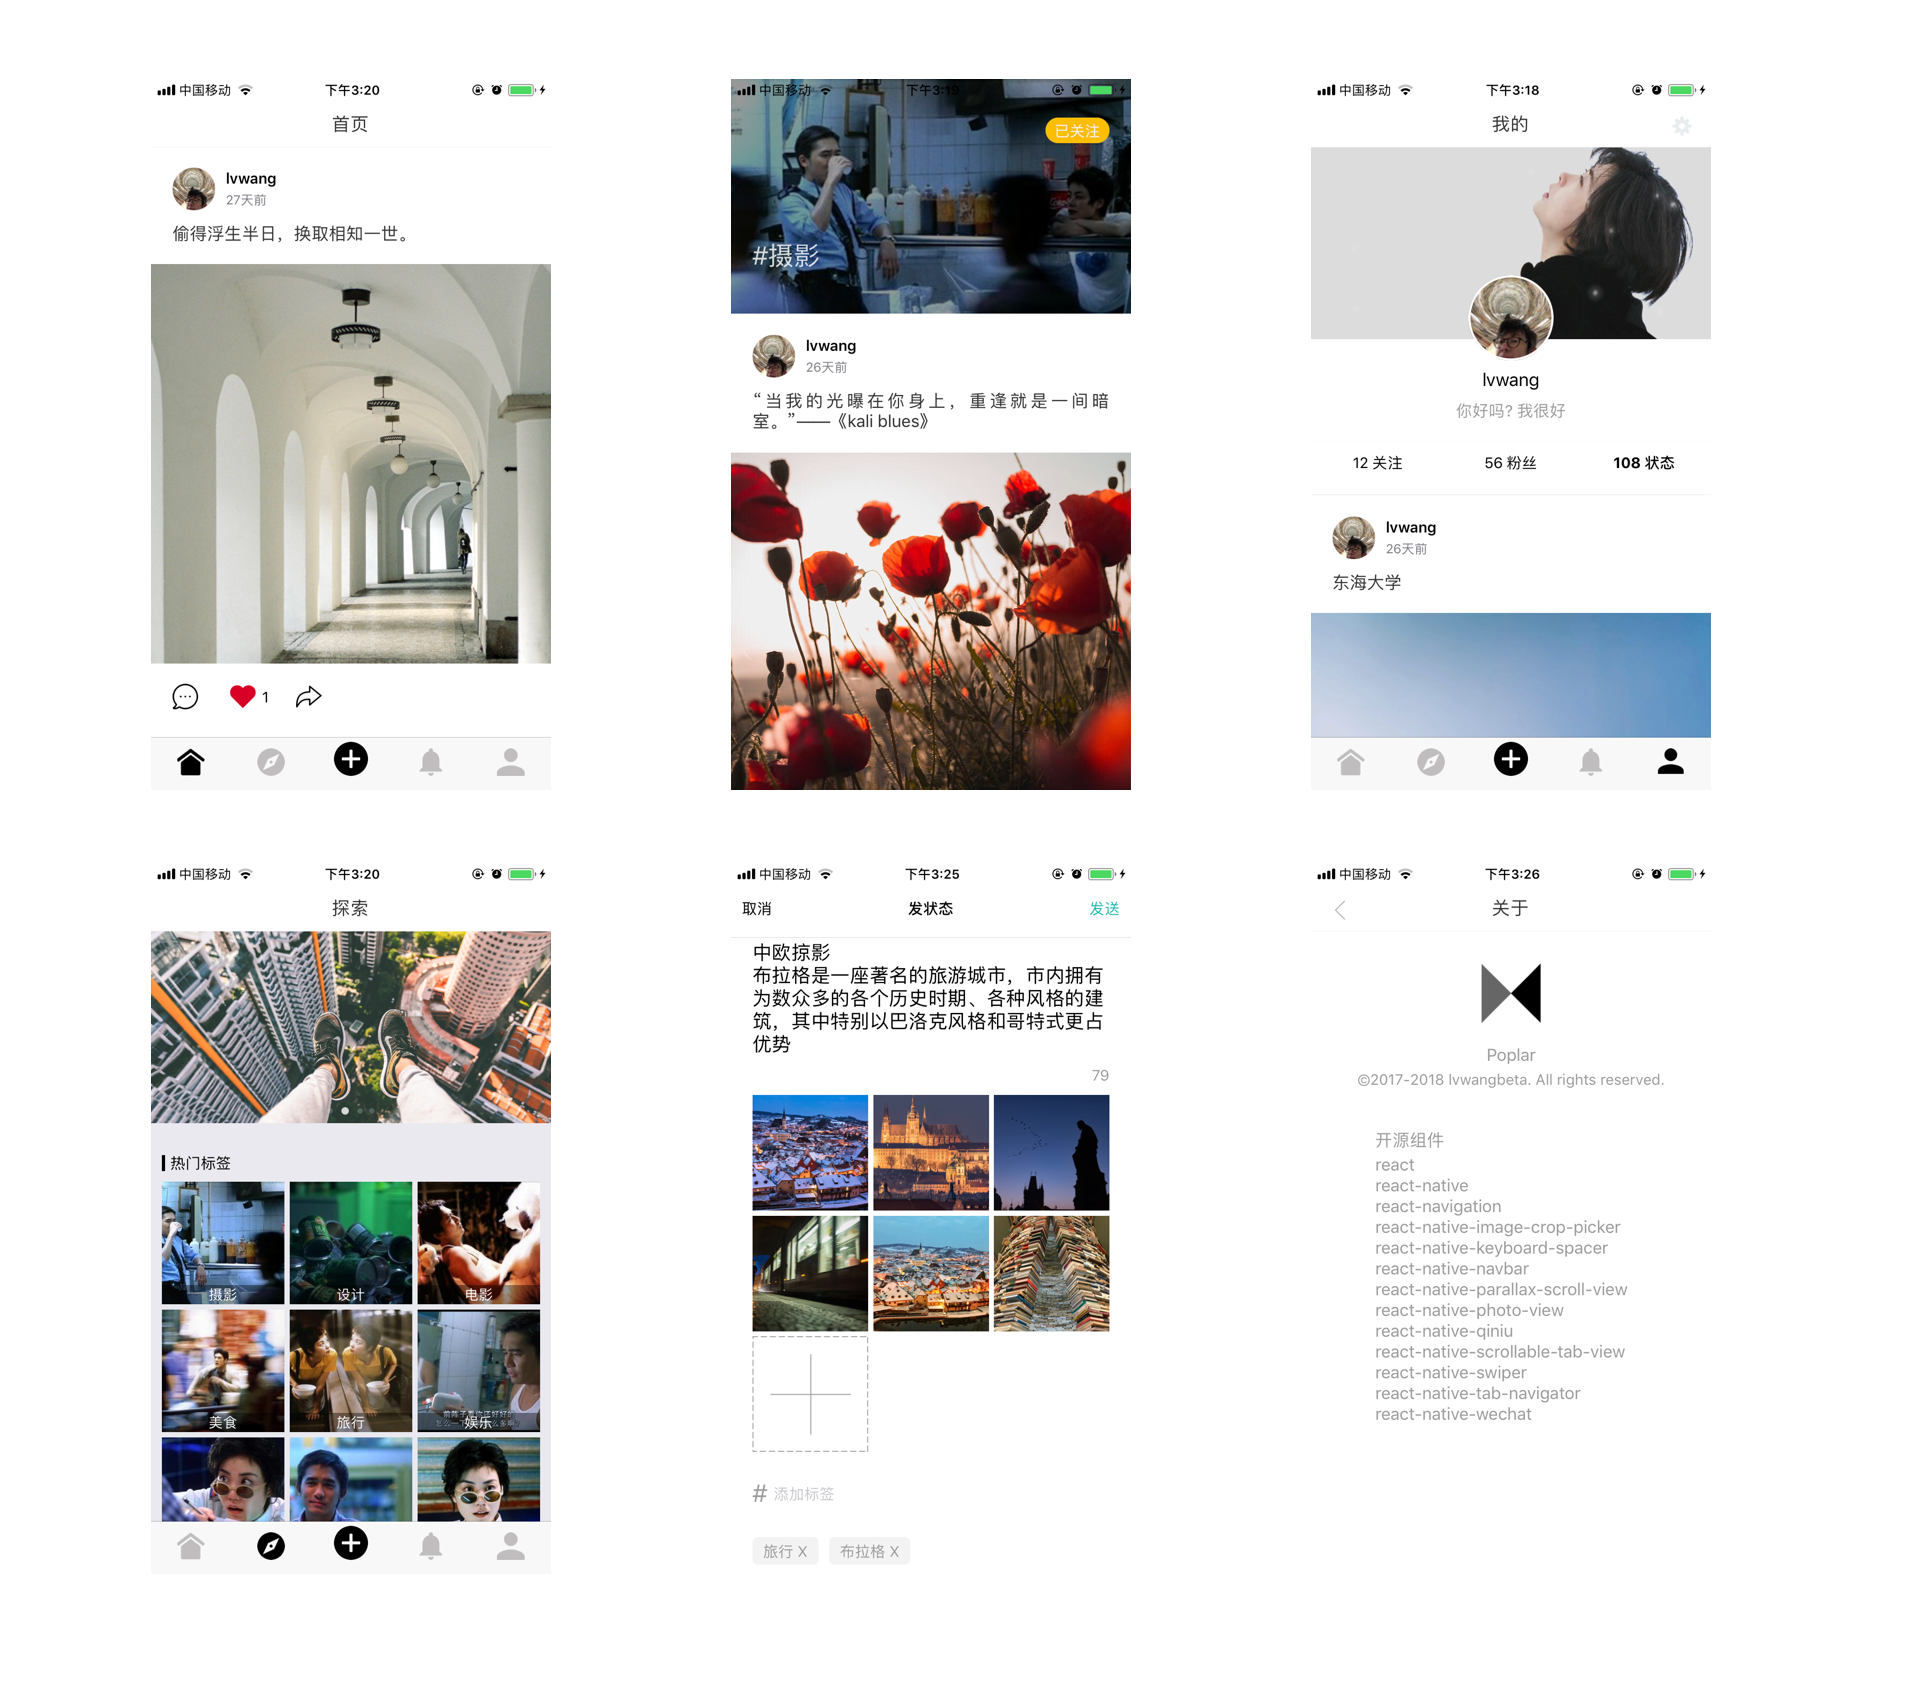 中国移动 下午3:20
首页
lvwang
27天前
偷得浮生半日，换取相知一世。
1
中国移动 下午3:19
已关注
#摄影
lvwang
26天前
“当我的光曝在你身上，重逢就是一间暗
室。”——《kali blues》
中国移动 下午3:18
我的
lvwang
你好吗? 我很好
12 关注 56 粉丝 108 状态
lvwang
26天前
东海大学
中国移动 下午3:20
探索
热门标签
摄影 设计 电影
美食 旅行 娱乐
中国移动 下午3:25
取消 发状态 发送
中欧掠影
布拉格是一座著名的旅游城市，市内拥有
为数众多的各个历史时期、各种风格的建
筑，其中特别以巴洛克风格和哥特式更占
优势
79
# 添加标签
旅行 X 布拉格 X
中国移动 下午3:26
关于
Poplar
©2017-2018 lvwangbeta. All rights reserved.
开源组件
react
react-native
react-navigation
react-native-image-crop-picker
react-native-keyboard-spacer
react-native-navbar
react-native-parallax-scroll-view
react-native-photo-view
react-native-qiniu
react-native-scrollable-tab-view
react-native-swiper
react-native-tab-navigator
react-native-wechat